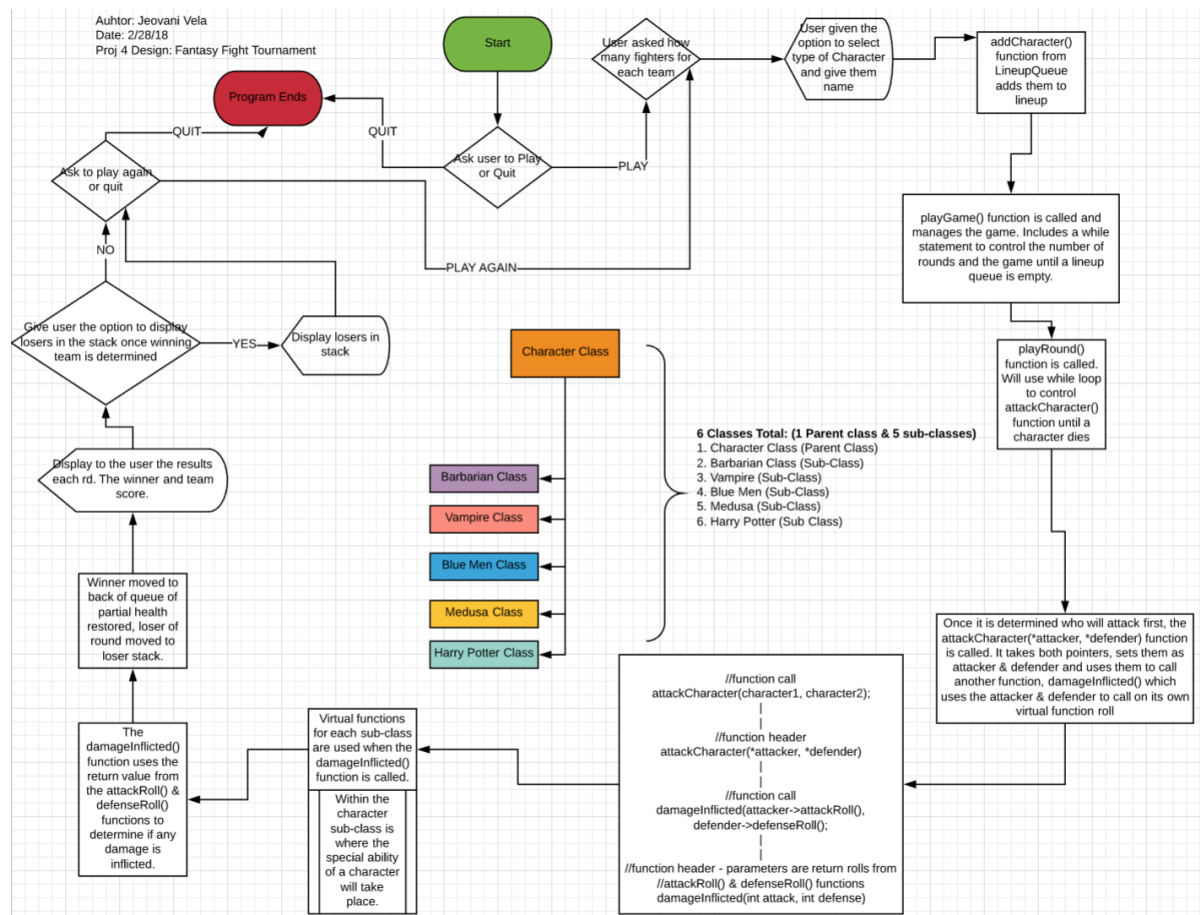 Auhtor: Jeovani Vela
Date: 2/28/18
Proj 4 Design: Fantasy Fight Tournament
Start
Program Ends
User asked how
many fighters for
each team
User given the
option to select
type of Character
and give them
name
addCharacter()
function from
LineupQueue
adds them to
lineup
QUIT
QUIT
Ask user to Play
or Quit
PLAY
Ask to play again
or quit
PLAY AGAIN
playGame() function is called and
manages the game. Includes a while
statement to control the number of
rounds and the game until a lineup
queue is empty.
NO
Give user the option to display
losers in the stack once winning
team is determined
YES
Display losers in
stack
Character Class
playRound()
function is called.
Will use while loop
to control
attackCharacter()
function until a
character dies
6 Classes Total: (1 Parent class & 5 sub-classes)
1. Character Class (Parent Class)
2. Barbarian Class (Sub-Class)
3. Vampire (Sub-Class)
4. Blue Men (Sub-Class)
5. Medusa (Sub-Class)
6. Harry Potter (Sub Class)
Barbarian Class
Vampire Class
Blue Men Class
Medusa Class
Harry Potter Class
Display to the user the results
each rd. The winner and team
score.
Winner moved to
back of queue of
partial health
restored, loser of
round moved to
loser stack.
Once it is determined who will attack first, the
attackCharacter(*attacker, *defender) function
is called. It takes both pointers, sets them as
attacker & defender and uses them to call
another function, damageInflicted() which
uses the attacker & defender to call on its own
virtual function roll
//function call
attackCharacter(character1, character2);
|
|
//function header
attackCharacter(*attacker, *defender)
|
|
//function call
damageInflicted(attacker->attackRoll(),
defender->defenseRoll();
|
|
//function header - parameters are return rolls from
//attackRoll() & defenseRoll() functions
damageInflicted(int attack, int defense)
Virtual functions
for each sub-class
are used when the
damageInflicted()
function is called.
Within the
character
sub-class is
where the
special ability
of a character
will take
place.
The
damageInflicted()
function uses the
return value from
the attackRoll() &
defenseRoll()
functions to
determine if any
damage is
inflicted.